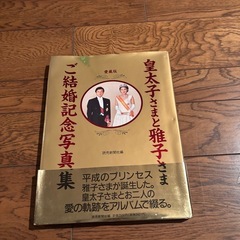 皇太子さまと雅子さま
ご結婚記念写真集
愛蔵版
読売新聞社編
平成のプリンセス
雅子さまが誕生した。
皇太子さまとお二人の
愛の軌跡をアルバムで綴る。